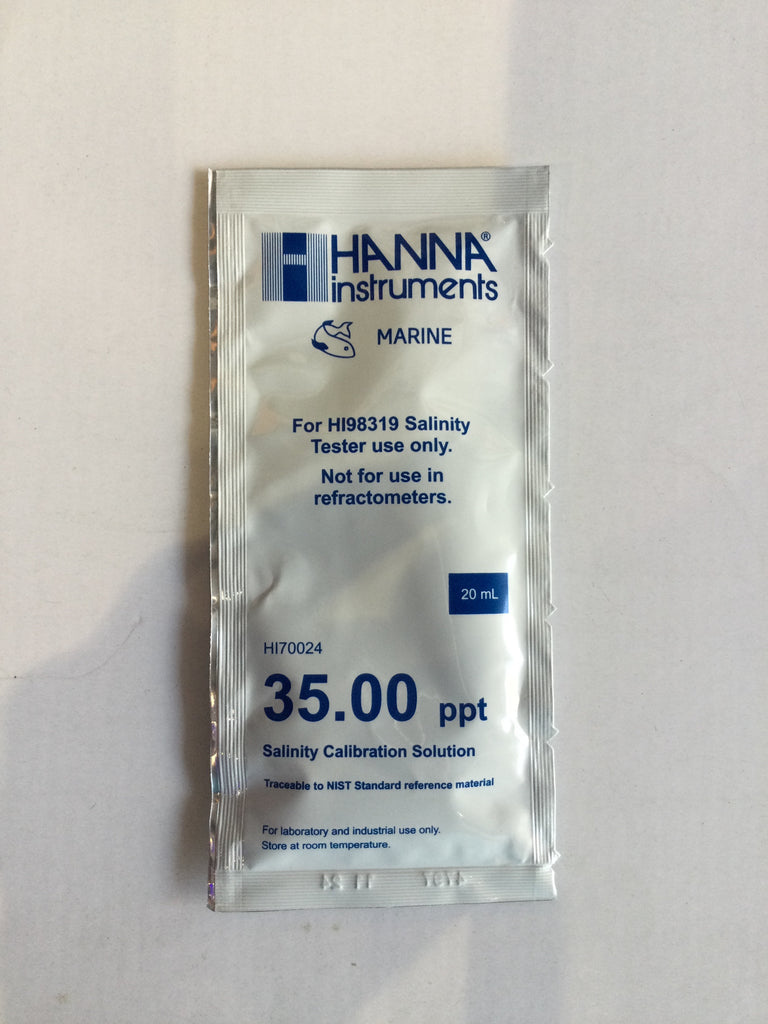 HANNA®
instruments
MARINE
For HI98319 Salinity
Tester use only.
Not for use in
refractometers.
20 mL
HI70024
35.00 ppt
Salinity Calibration Solution
Traceable to NIST Standard reference material
For laboratory and industrial use only.
Store at room temperature.